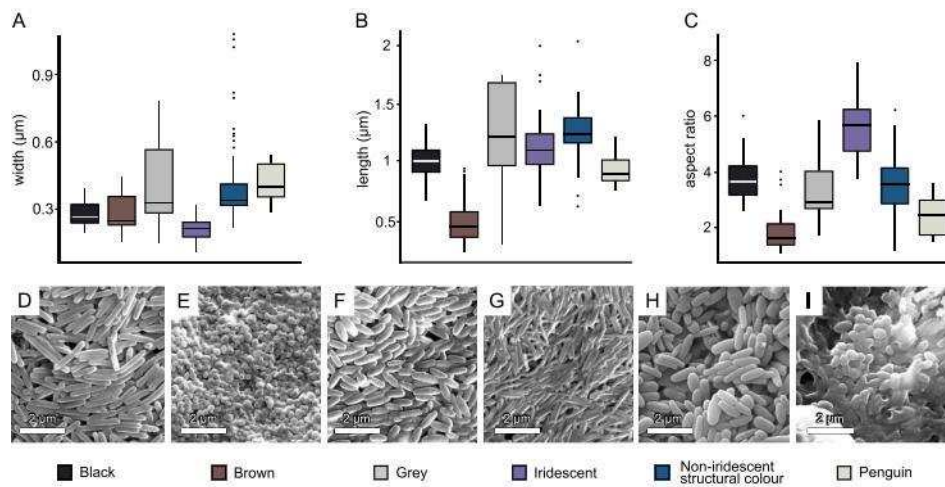 A
B
C
0.9
0.6
0.3
width (µm)
2
1.5
1
0.5
length (µm)
8
6
4
2
aspect ratio
D
E
F
G
H
I
2 µm
2 µm
2 µm
2 µm
2 µm
2 µm
Black
Brown
Grey
Iridescent
Non-iridescent
structural colour
Penguin